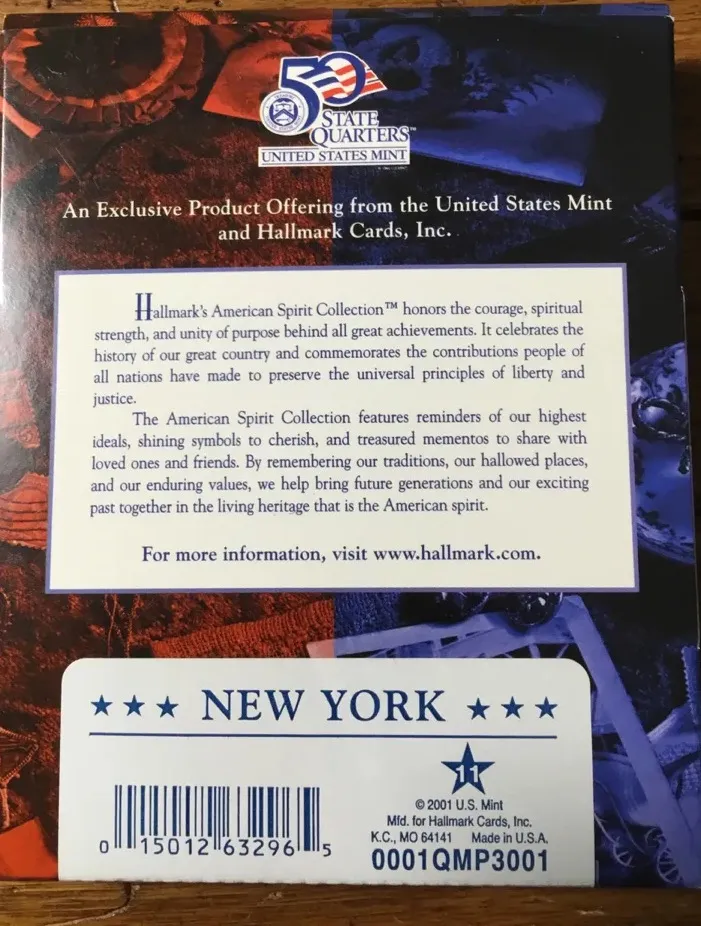 50
STATE
QUARTERS™
UNITED STATES MINT
An Exclusive Product Offering from the United States Mint
and Hallmark Cards, Inc.
Hallmark's American Spirit Collection™ honors the courage, spiritual
strength, and unity of purpose behind all great achievements. It celebrates the
history of our great country and commemorates the contributions people of
all nations have made to preserve the universal principles of liberty and
justice.
The American Spirit Collection features reminders of our highest
ideals, shining symbols to cherish, and treasured mementos to share with
loved ones and friends. By remembering our traditions, our hallowed places,
and our enduring values, we help bring future generations and our exciting
past together in the living heritage that is the American spirit.
For more information, visit www.hallmark.com.
★ ★ ★ NEW YORK ★ ★ ★
11
© 2001 U.S. Mint
Mfd. for Hallmark Cards, Inc.
K.C., MO 64141 Made in U.S.A.
0001QMP3001
0 15012 63296 5